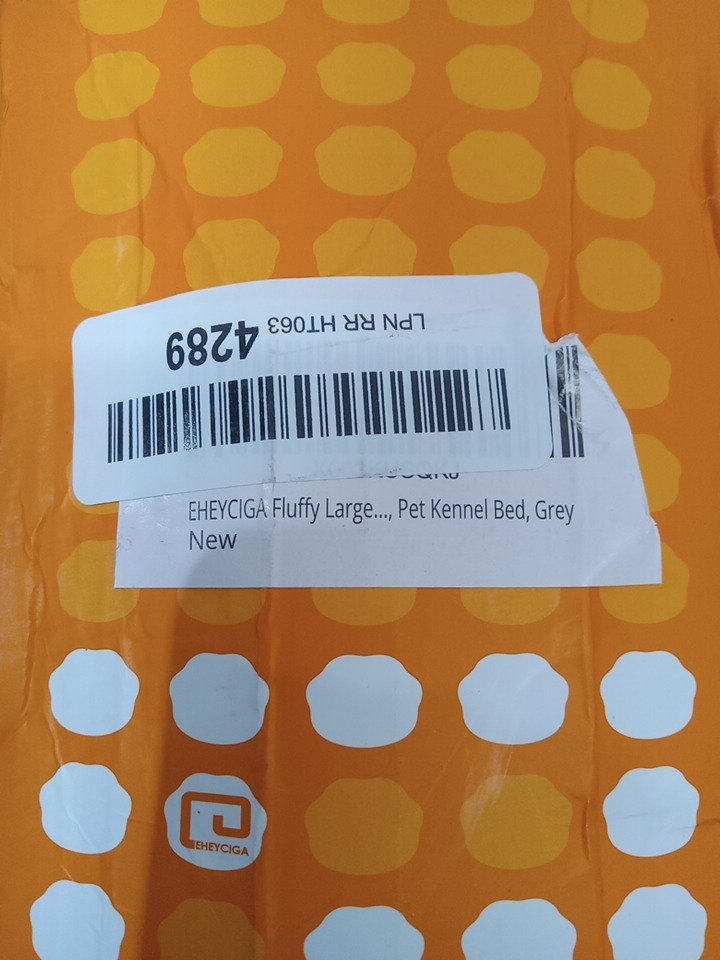 LPN RR HT063 4289
EHEYCIGA Fluffy Large..., Pet Kennel Bed, Grey
New
EHEYCIGA